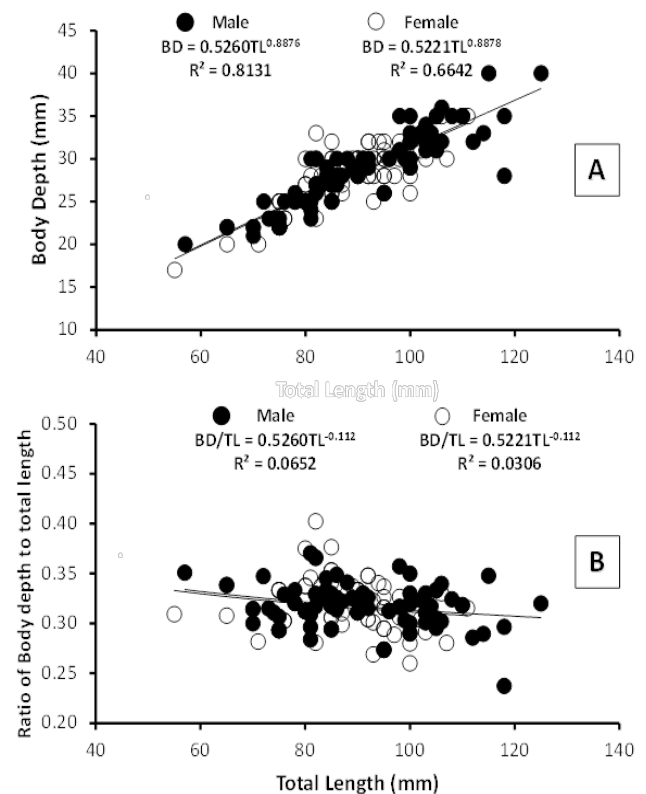 Male Female
BD = 0.5260TL^0.8876 BD = 0.5221TL^0.8878
R² = 0.8131 R² = 0.6642
45
40
35
30
25
20
15
10
Body Depth (mm)
A
40 60 80 100 120 140
Total Length (mm)
Male Female
BD/TL = 0.5260TL^-0.112 BD/TL = 0.5221TL^-0.112
R² = 0.0652 R² = 0.0306
0.50
0.45
0.40
0.35
0.30
0.25
0.20
Ratio of Body depth to total length
B
40 60 80 100 120 140
Total Length (mm)